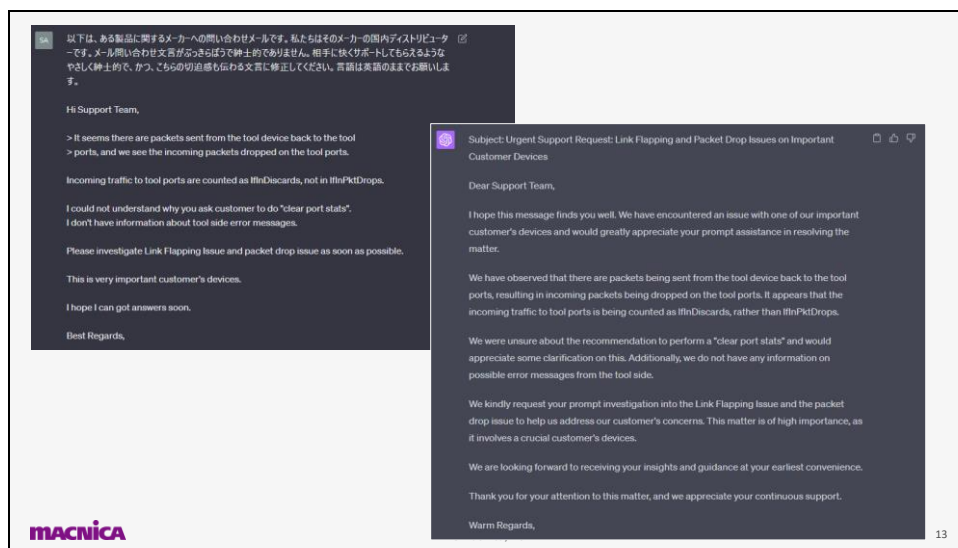 SA
以下は、ある製品に関するメーカーへの問い合わせメールです。私たちはそのメーカーの国内ディストリビュータ
ーです。メール問い合わせ文言がぶっきらぼうで紳士的でありません。相手に快くサポートしてもらえるような
やさしく紳士的で、かつ、こちらの切迫感も伝わる文言に修正してください。言語は英語のままでお願いしま
す。
Hi Support Team,
> It seems there are packets sent from the tool device back to the tool
> ports, and we see the incoming packets dropped on the tool ports.
Incoming traffic to tool ports are counted as IfInDiscards, not in IfInPktDrops.
I could not understand why you ask customer to do "clear port stats".
I don't have information about tool side error messages.
Please investigate Link Flapping Issue and packet drop issue as soon as possible.
This is very important customer's devices.
I hope I can got answers soon.
Best Regards,
Subject: Urgent Support Request: Link Flapping and Packet Drop Issues on Important
Customer Devices
Dear Support Team,
I hope this message finds you well. We have encountered an issue with one of our important
customer's devices and would greatly appreciate your prompt assistance in resolving the
matter.
We have observed that there are packets being sent from the tool device back to the tool
ports, resulting in incoming packets being dropped on the tool ports. It appears that the
incoming traffic to tool ports is being counted as IfInDiscards, rather than IfInPktDrops.
We were unsure about the recommendation to perform a "clear port stats" and would
appreciate some clarification on this. Additionally, we do not have any information on
possible error messages from the tool side.
We kindly request your prompt investigation into the Link Flapping Issue and the packet
drop issue to help us address our customer's concerns. This matter is of high importance, as
it involves a crucial customer's devices.
We are looking forward to receiving your insights and guidance at your earliest convenience.
Thank you for your attention to this matter, and we appreciate your continuous support.
Warm Regards,
MACNICA
13